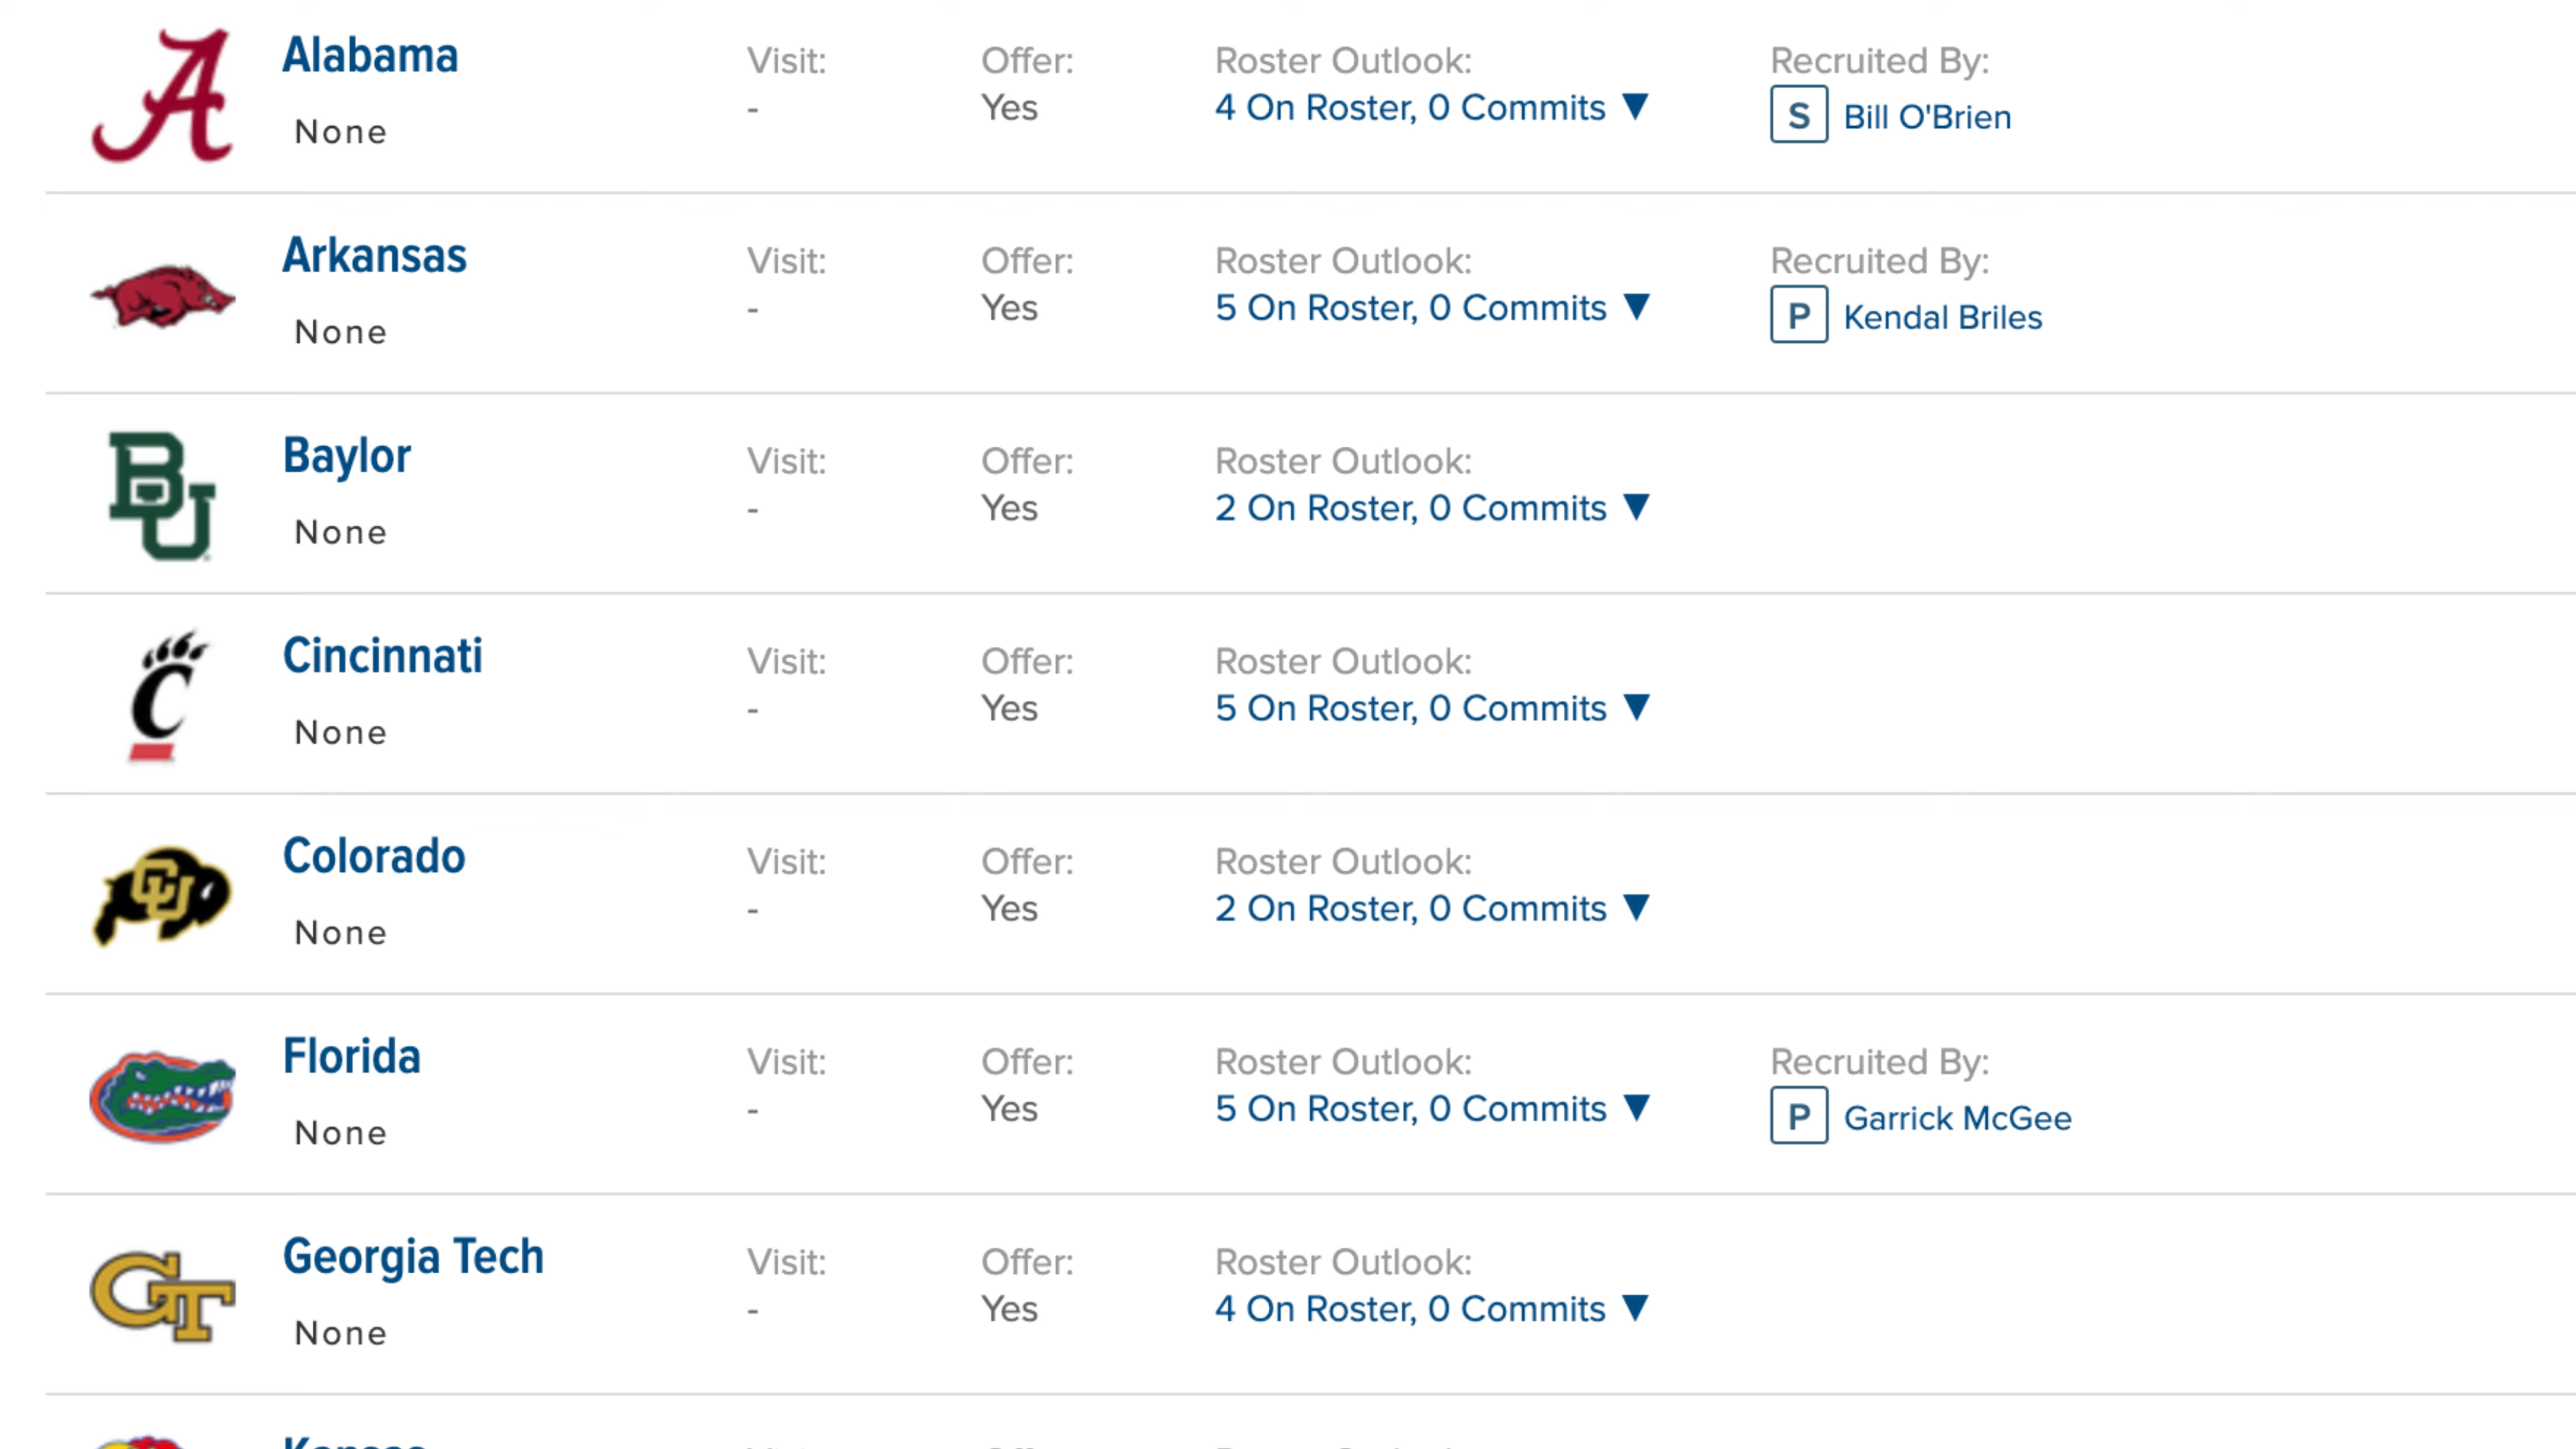 Alabama
None
Visit:
-
Offer:
Yes
Roster Outlook:
4 On Roster, 0 Commits ▼
Recruited By:
S Bill O'Brien
Arkansas
None
Visit:
-
Offer:
Yes
Roster Outlook:
5 On Roster, 0 Commits ▼
Recruited By:
P Kendal Briles
Baylor
None
Visit:
-
Offer:
Yes
Roster Outlook:
2 On Roster, 0 Commits ▼
Cincinnati
None
Visit:
-
Offer:
Yes
Roster Outlook:
5 On Roster, 0 Commits ▼
Colorado
None
Visit:
-
Offer:
Yes
Roster Outlook:
2 On Roster, 0 Commits ▼
Florida
None
Visit:
-
Offer:
Yes
Roster Outlook:
5 On Roster, 0 Commits ▼
Recruited By:
P Garrick McGee
Georgia Tech
None
Visit:
-
Offer:
Yes
Roster Outlook:
4 On Roster, 0 Commits ▼